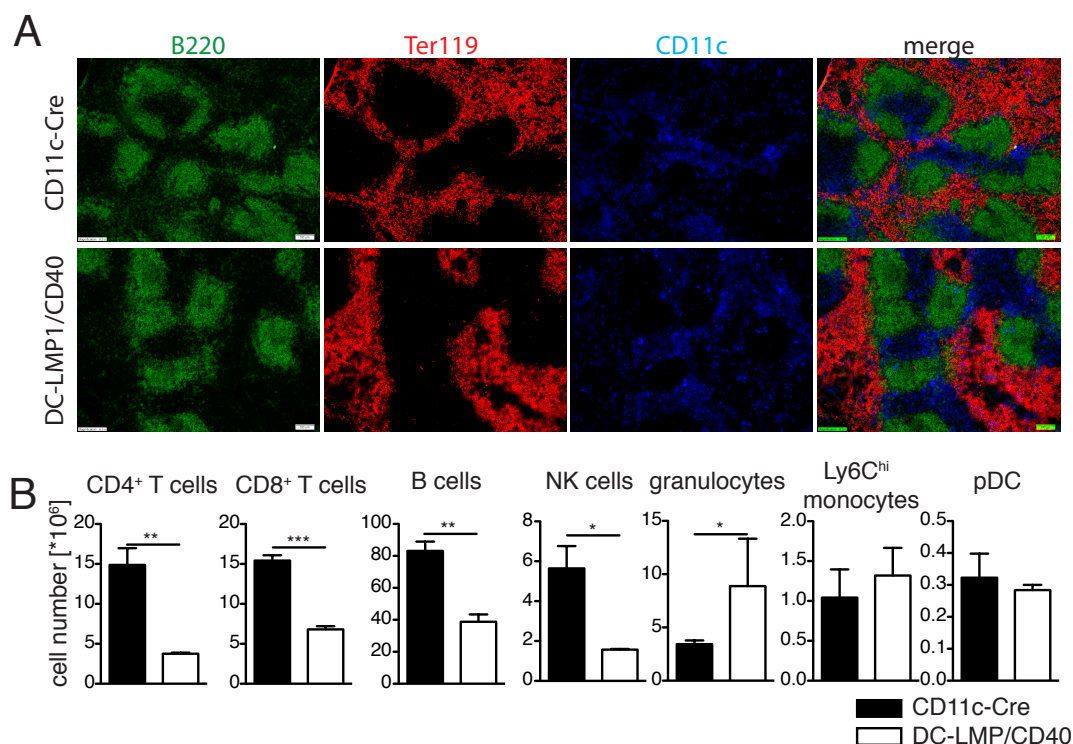 A
B220 Ter119 CD11c merge
CD11c-Cre
DC-LMP1/CD40
B
CD4⁺ T cells CD8⁺ T cells B cells NK cells granulocytes Ly6Cʰⁱ monocytes pDC
cell number [*10⁶]
** *** ** * *
20 20 100 8 15 2.0 0.5
15 15 80 6 10 1.5 0.4
10 10 60 4 5 1.0 0.3
5 5 40 2 0 0.5 0.2
0 0 20 0 0.0 0.1
0 0.0
CD11c-Cre
DC-LMP/CD40